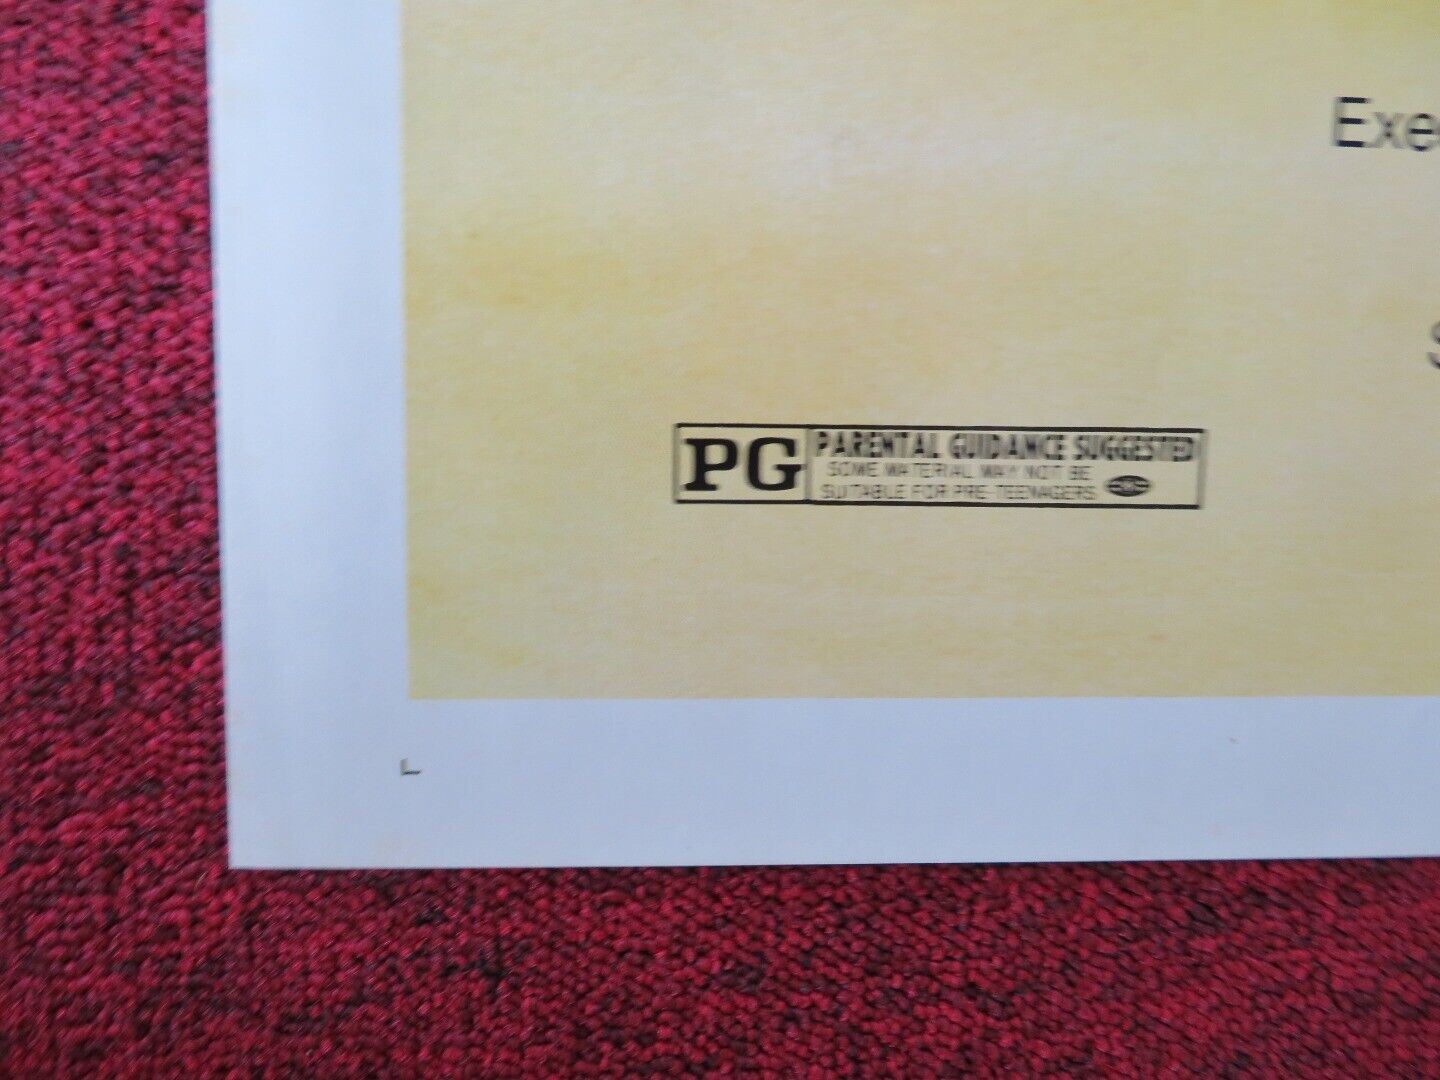 Exe
S
PG PARENTAL GUIDANCE SUGGESTED
SOME MATERIAL MAY NOT BE
SUITABLE FOR PRE-TEENAGERS